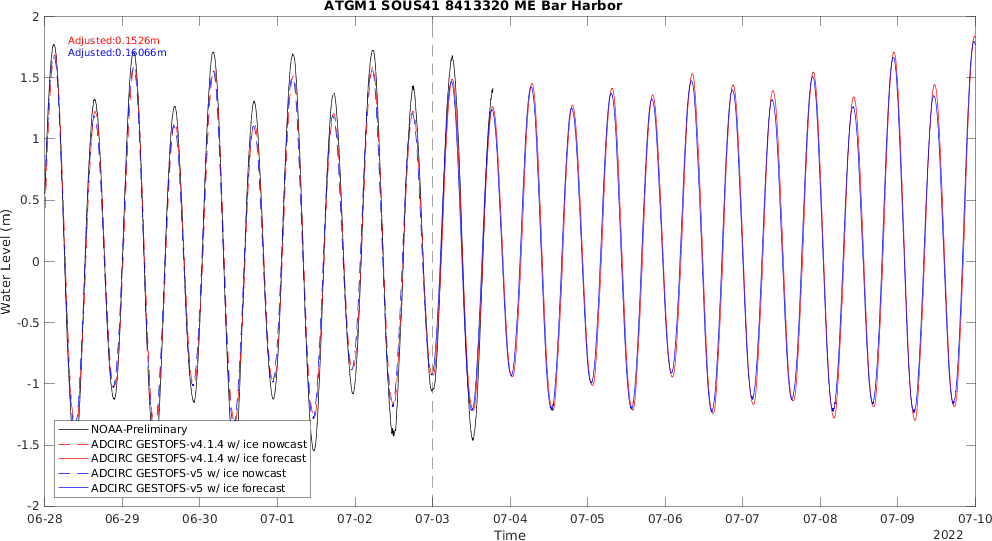 ATGM1 SOUS41 8413320 ME Bar Harbor
Adjusted:0.1526m
Adjusted:0.16066m
Water Level (m)
2
1.5
1
0.5
0
-0.5
-1
-1.5
-2
NOAA-Preliminary
ADCIRC GESTOFS-v4.1.4 w/ ice nowcast
ADCIRC GESTOFS-v4.1.4 w/ ice forecast
ADCIRC GESTOFS-v5 w/ ice nowcast
ADCIRC GESTOFS-v5 w/ ice forecast
06-28 06-29 06-30 07-01 07-02 07-03 07-04 07-05 07-06 07-07 07-08 07-09 07-10
Time
2022